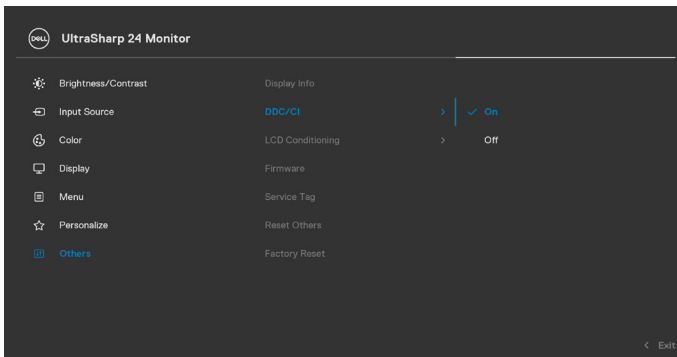 DELL
UltraSharp 24 Monitor
Brightness/Contrast
Display Info
Input Source
DDC/CI
On
Color
LCD Conditioning
Off
Display
Firmware
Menu
Service Tag
Personalize
Reset Others
Others
Factory Reset
Exit